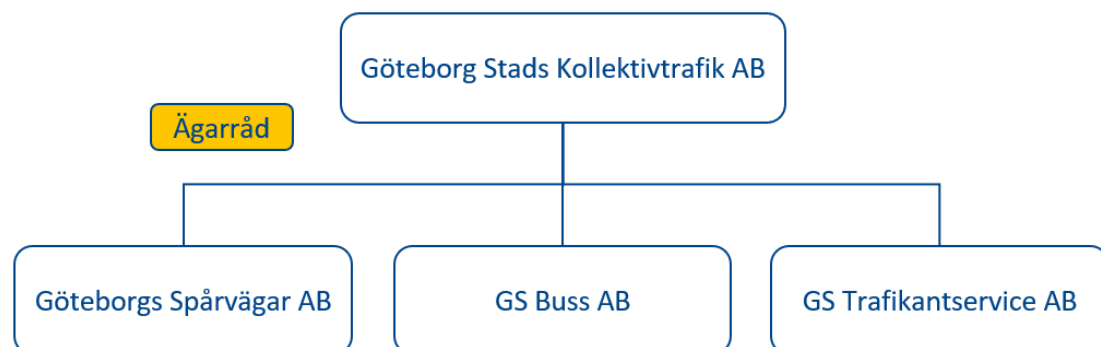 Göteborg Stads Kollektivtrafik AB
Ägarråd
Göteborgs Spårvägar AB
GS Buss AB
GS Trafikantservice AB